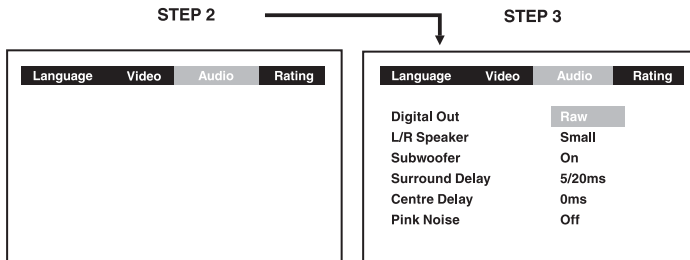 STEP 2
STEP 3
Language Video Audio Rating
Language Video Audio Rating
Digital Out Raw
L/R Speaker Small
Subwoofer On
Surround Delay 5/20ms
Centre Delay 0ms
Pink Noise Off